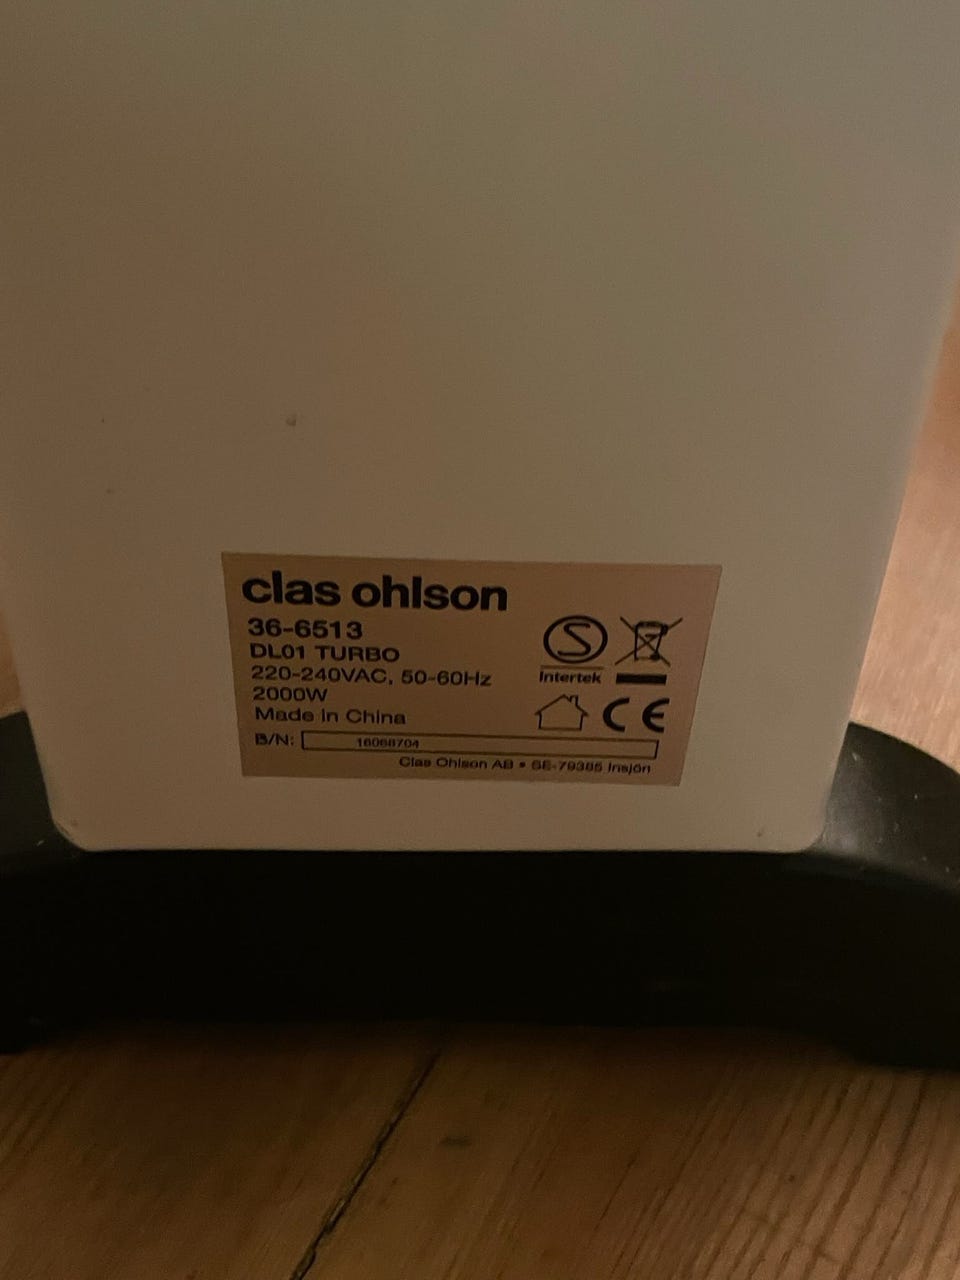 clas ohlson
36-6513
DL01 TURBO
220-240VAC, 50-60Hz
2000W
Made in China
B/N: 16068704
Clas Ohlson AB • SE-79385 Insjön
S
Intertek
CE